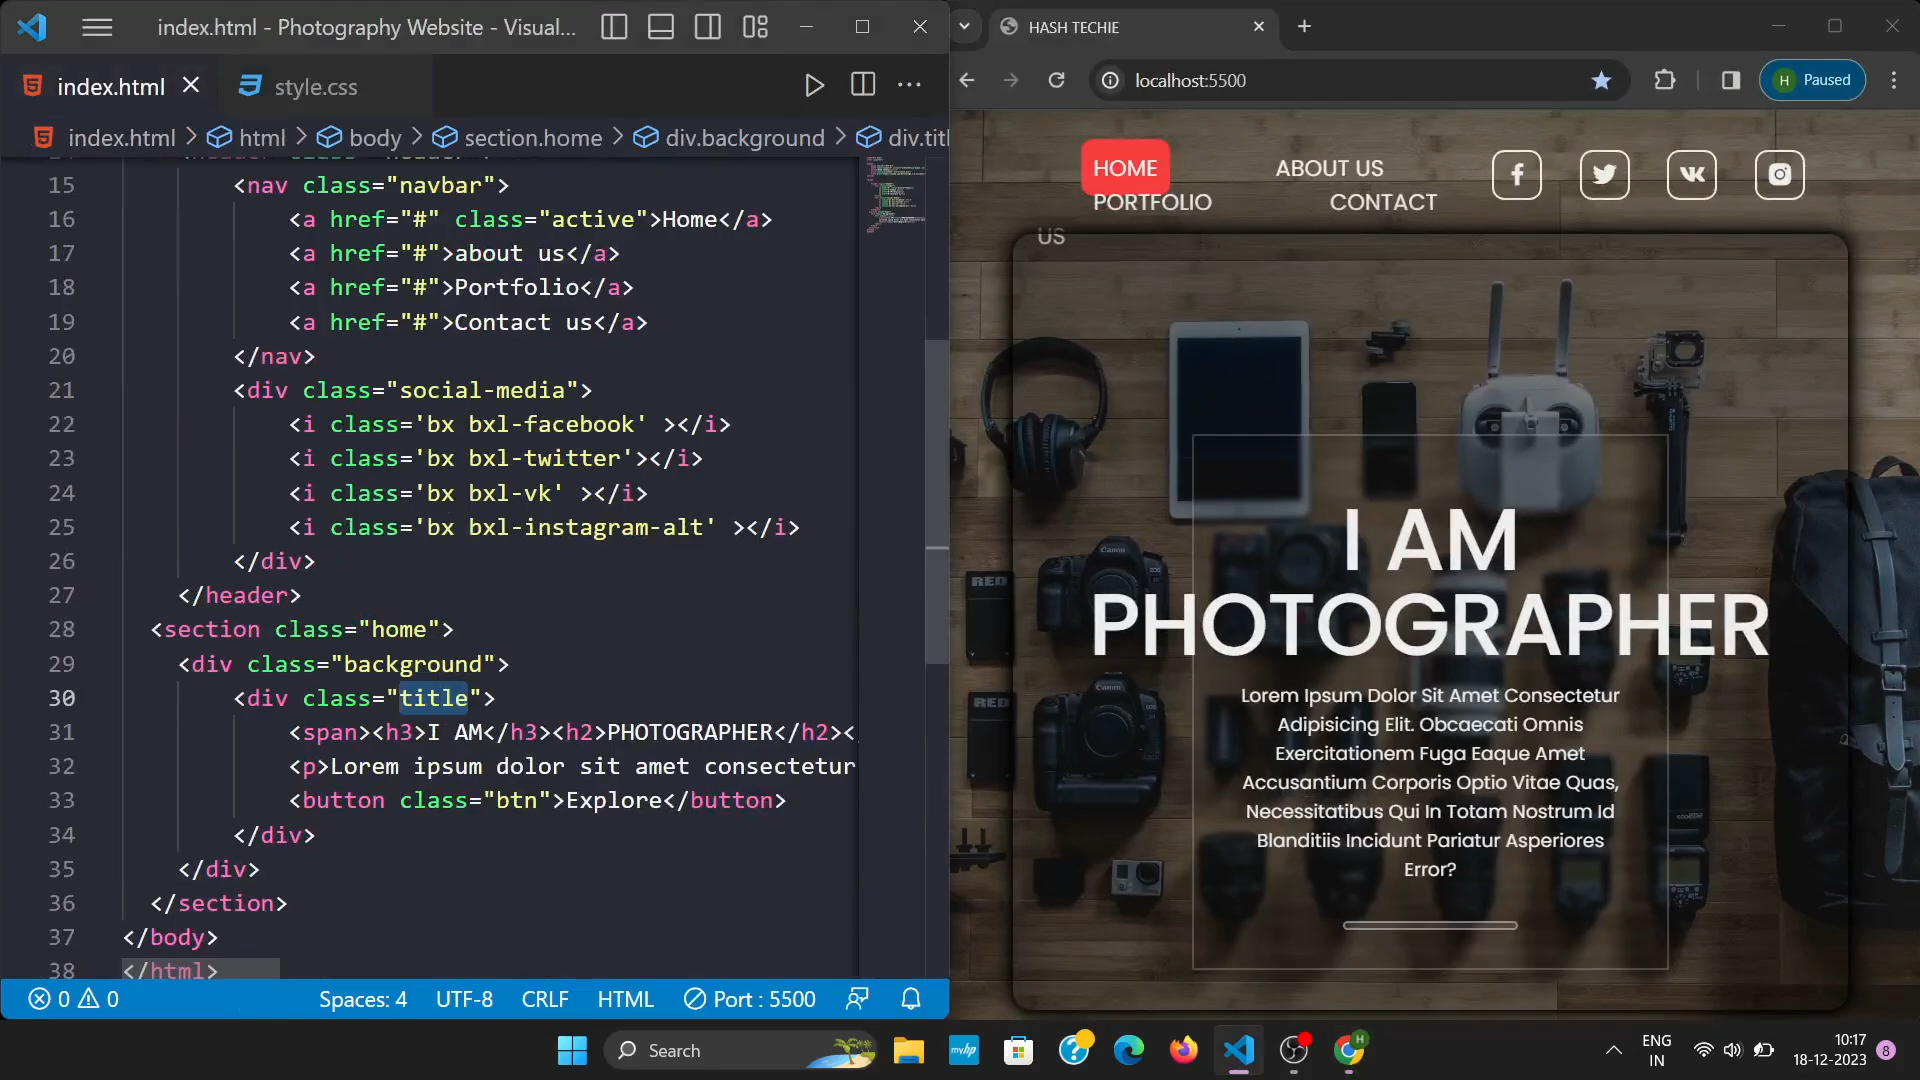 index.html - Photography Website - Visual...
index.html
style.css
index.html > html > body > section.home > div.background > div.titl
15 <nav class="navbar">
16 <a href="#" class="active">Home</a>
17 <a href="#">about us</a>
18 <a href="#">Portfolio</a>
19 <a href="#">Contact us</a>
20 </nav>
21 <div class="social-media">
22 <i class='bx bxl-facebook' ></i>
23 <i class='bx bxl-twitter'></i>
24 <i class='bx bxl-vk' ></i>
25 <i class='bx bxl-instagram-alt' ></i>
26 </div>
27 </header>
28 <section class="home">
29 <div class="background">
30 <div class="title">
31 <span><h3>I AM</h3><h2>PHOTOGRAPHER</h2><
32 <p>Lorem ipsum dolor sit amet consectetur
33 <button class="btn">Explore</button>
34 </div>
35 </div>
36 </section>
37 </body>
38 </html>
0 0 Spaces: 4 UTF-8 CRLF HTML Port : 5500
HASH TECHIE
localhost:5500
H Paused
HOME ABOUT US
PORTFOLIO CONTACT
US
RED
Canon
RED
Canon
I AM
PHOTOGRAPHER
Lorem Ipsum Dolor Sit Amet Consectetur
Adipisicing Elit. Obcaecati Omnis
Exercitationem Fuga Eaque Amet
Accusantium Corporis Optio Vitae Quas,
Necessitatibus Qui In Totam Nostrum Id
Blanditiis Incidunt Pariatur Asperiores
Error?
Search
myhp
H
ENG
IN
10:17
18-12-2023
8